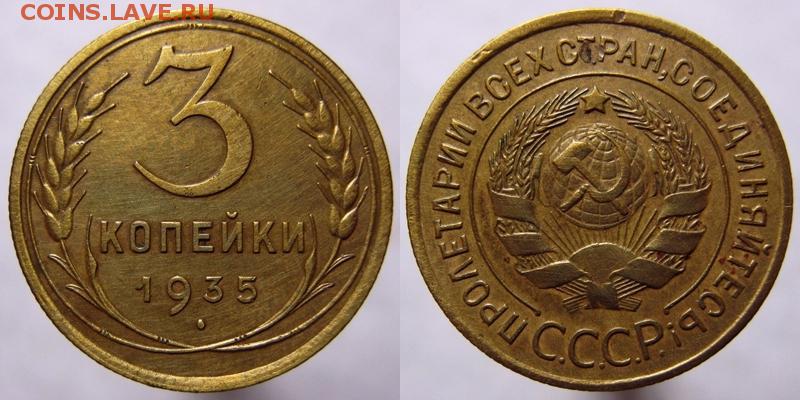 COINS.LAVE.RU
3
КОПЕЙКИ
1935
ПРОЛЕТАРИИ ВСЕХ СТРАН, СОЕДИНЯЙТЕСЬ!
С.С.С.Р.